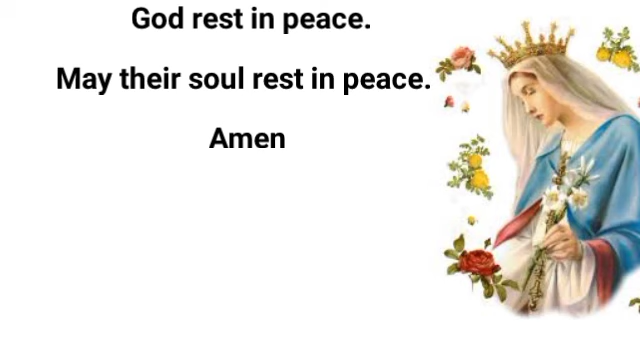 God rest in peace.
May their soul rest in peace.
Amen